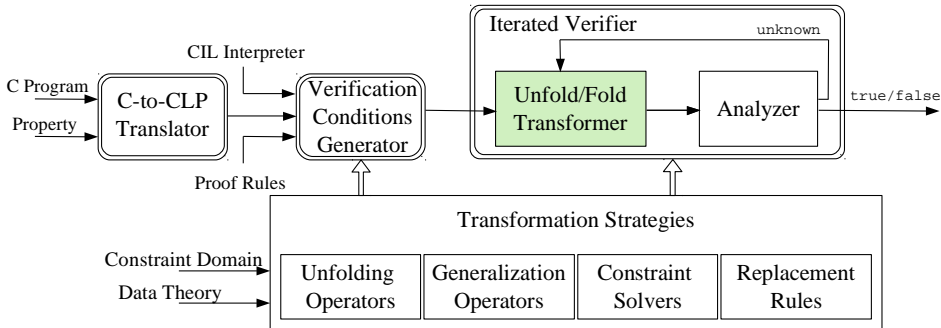 Iterated Verifier
unknown
CIL Interpreter
C Program
Property
C-to-CLP
Translator
Verification
Conditions
Generator
Proof Rules
Unfold/Fold
Transformer
Analyzer
true/false
Transformation Strategies
Constraint Domain
Data Theory
Unfolding
Operators
Generalization
Operators
Constraint
Solvers
Replacement
Rules